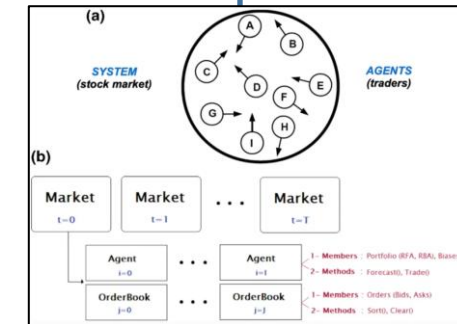 (a)
A
B
SYSTEM
(stock market)
C
D
E
AGENTS
(traders)
F
G
H
I
(b)
Market
t=0
Market
t=1
• • •
Market
t=T
Agent
i=0
• • •
Agent
i=I
1- Members : Portfolio (RFA, RBA), Biases
2- Methods : Forecast(), Trade()
OrderBook
j=0
• • •
OrderBook
j=J
1- Members : Orders (Bids, Asks)
2- Methods : Sort(), Clear()